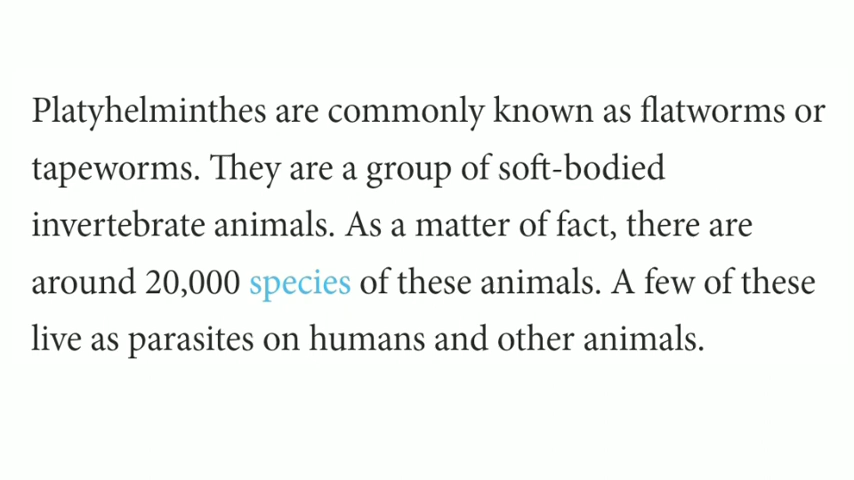 Platyhelminthes are commonly known as flatworms or
tapeworms. They are a group of soft-bodied
invertebrate animals. As a matter of fact, there are
around 20,000 species of these animals. A few of these
live as parasites on humans and other animals.